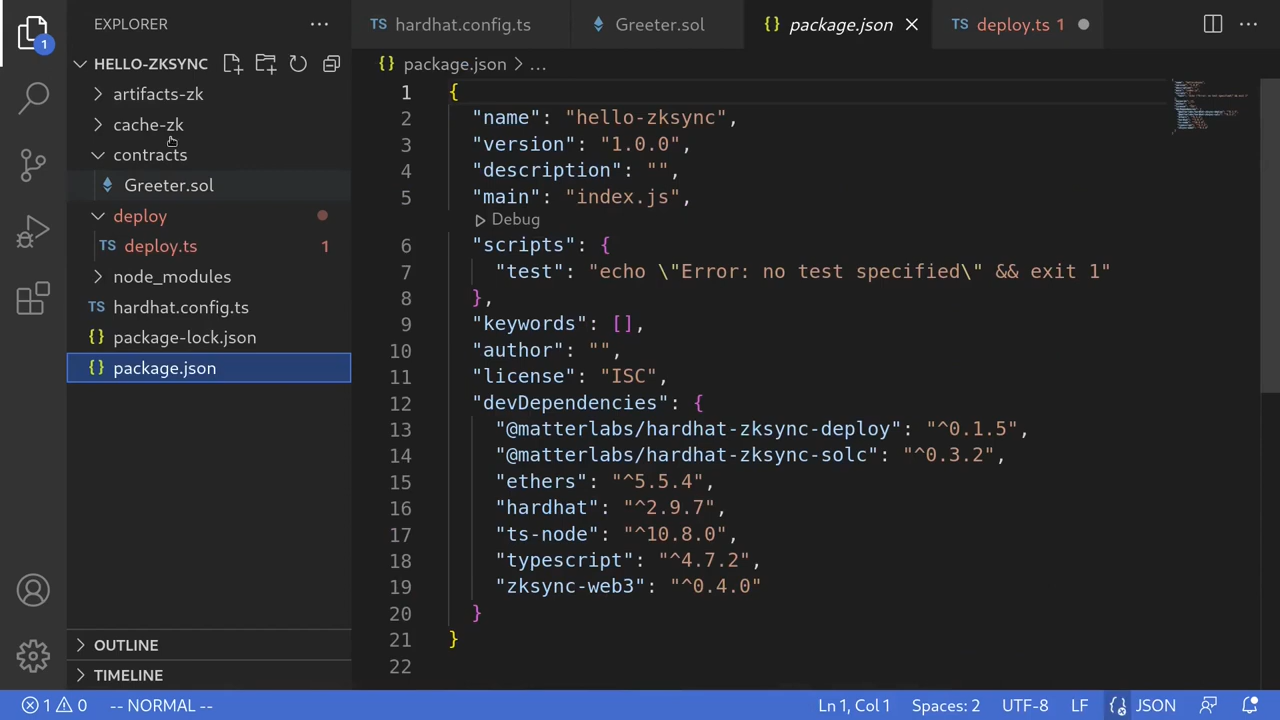 EXPLORER
HELLO-ZKSYNC
artifacts-zk
cache-zk
contracts
Greeter.sol
deploy
TS deploy.ts 1
node_modules
TS hardhat.config.ts
{} package-lock.json
{} package.json
OUTLINE
TIMELINE
1
TS hardhat.config.ts
Greeter.sol
{} package.json
TS deploy.ts 1
{} package.json > ...
1 {
2 "name": "hello-zksync",
3 "version": "1.0.0",
4 "description": "",
5 "main": "index.js",
Debug
6 "scripts": {
7 "test": "echo \"Error: no test specified\" && exit 1"
8 },
9 "keywords": [],
10 "author": "",
11 "license": "ISC",
12 "devDependencies": {
13 "@matterlabs/hardhat-zksync-deploy": "^0.1.5",
14 "@matterlabs/hardhat-zksync-solc": "^0.3.2",
15 "ethers": "^5.5.4",
16 "hardhat": "^2.9.7",
17 "ts-node": "^10.8.0",
18 "typescript": "^4.7.2",
19 "zksync-web3": "^0.4.0"
20 }
21 }
22
1 0 -- NORMAL -- Ln 1, Col 1 Spaces: 2 UTF-8 LF JSON